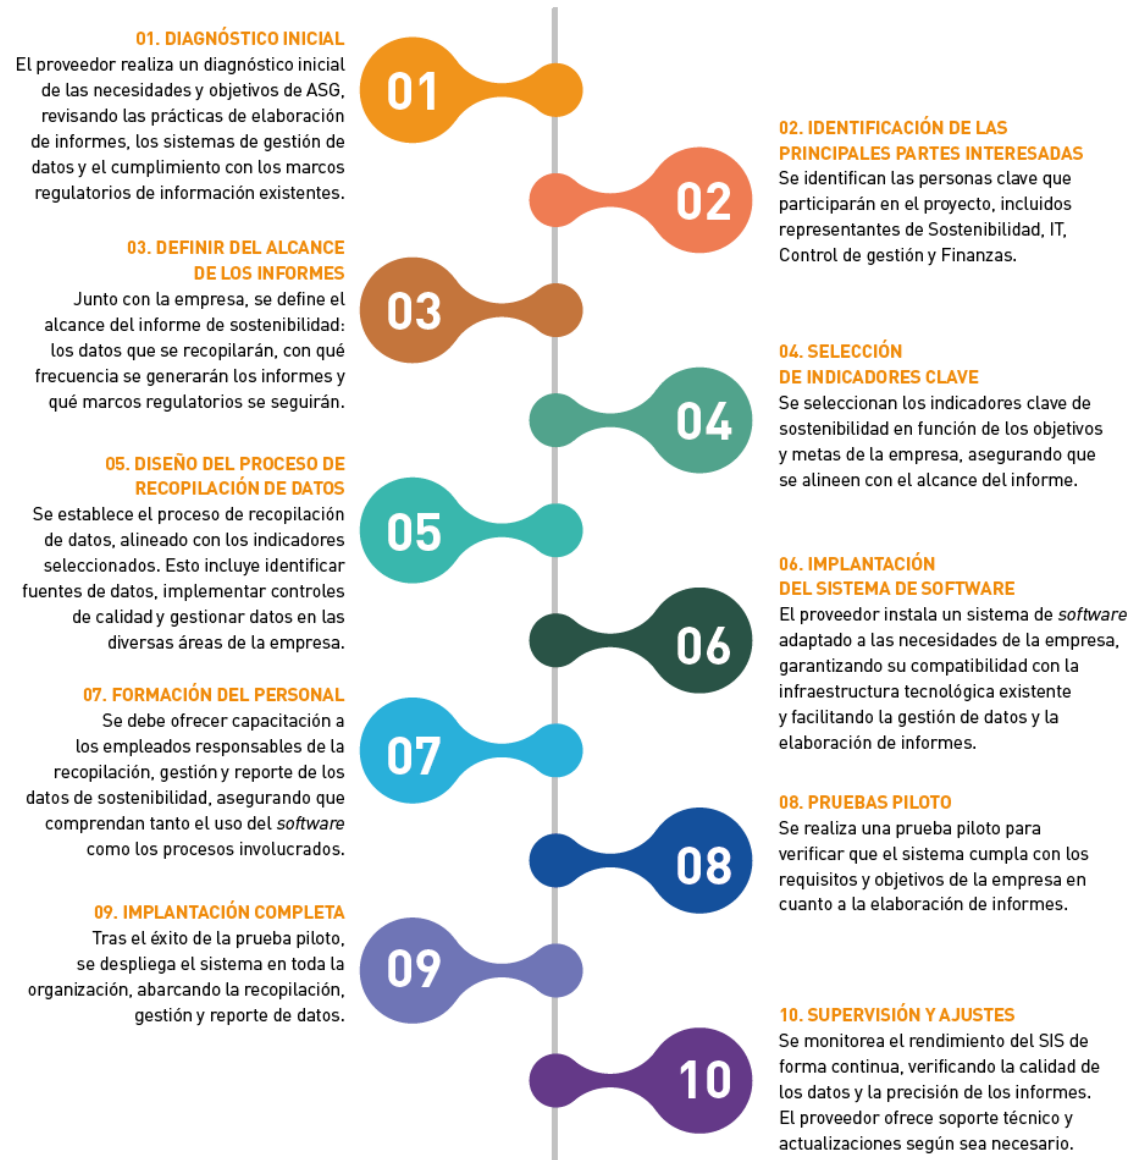 01. DIAGNÓSTICO INICIAL
El proveedor realiza un diagnóstico inicial
de las necesidades y objetivos de ASG,
revisando las prácticas de elaboración
de informes, los sistemas de gestión de
datos y el cumplimiento con los marcos
regulatorios de información existentes.
01
02. IDENTIFICACIÓN DE LAS
PRINCIPALES PARTES INTERESADAS
Se identifican las personas clave que
participarán en el proyecto, incluidos
representantes de Sostenibilidad, IT,
Control de gestión y Finanzas.
02
03. DEFINIR DEL ALCANCE
DE LOS INFORMES
Junto con la empresa, se define el
alcance del informe de sostenibilidad:
los datos que se recopilarán, con qué
frecuencia se generarán los informes y
qué marcos regulatorios se seguirán.
03
04. SELECCIÓN
DE INDICADORES CLAVE
Se seleccionan los indicadores clave de
sostenibilidad en función de los objetivos
y metas de la empresa, asegurando que
se alineen con el alcance del informe.
04
05. DISEÑO DEL PROCESO DE
RECOPILACIÓN DE DATOS
Se establece el proceso de recopilación
de datos, alineado con los indicadores
seleccionados. Esto incluye identificar
fuentes de datos, implementar controles
de calidad y gestionar datos en las
diversas áreas de la empresa.
05
06. IMPLANTACIÓN
DEL SISTEMA DE SOFTWARE
El proveedor instala un sistema de software
adaptado a las necesidades de la empresa,
garantizando su compatibilidad con la
infraestructura tecnológica existente
y facilitando la gestión de datos y la
elaboración de informes.
06
07. FORMACIÓN DEL PERSONAL
Se debe ofrecer capacitación a
los empleados responsables de la
recopilación, gestión y reporte de los
datos de sostenibilidad, asegurando que
comprendan tanto el uso del software
como los procesos involucrados.
07
08. PRUEBAS PILOTO
Se realiza una prueba piloto para
verificar que el sistema cumpla con los
requisitos y objetivos de la empresa en
cuanto a la elaboración de informes.
08
09. IMPLANTACIÓN COMPLETA
Tras el éxito de la prueba piloto,
se despliega el sistema en toda la
organización, abarcando la recopilación,
gestión y reporte de datos.
09
10. SUPERVISIÓN Y AJUSTES
Se monitorea el rendimiento del SIS de
forma continua, verificando la calidad de
los datos y la precisión de los informes.
El proveedor ofrece soporte técnico y
actualizaciones según sea necesario.
10